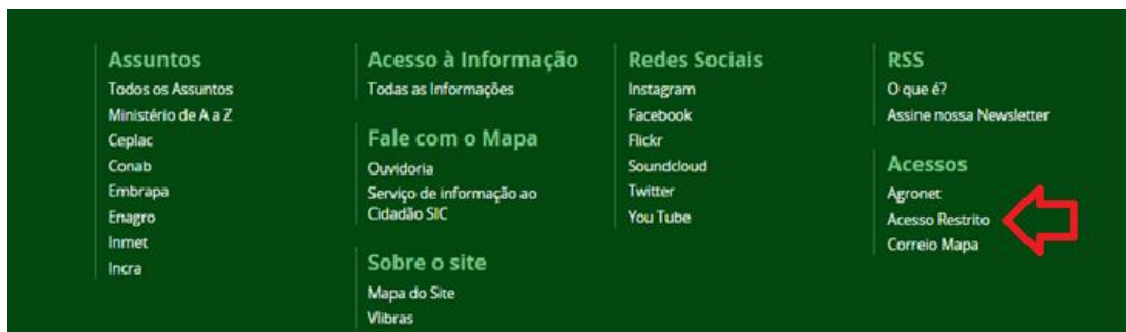 Assuntos
Todos os Assuntos
Ministério de A a Z
Ceplac
Conab
Embrapa
Enagro
Inmet
Incra
Acesso à Informação
Todas as Informações
Fale com o Mapa
Ouvidoria
Serviço de informação ao
Cidadão SIC
Sobre o site
Mapa do Site
Vlibras
Redes Sociais
Instagram
Facebook
Flickr
Soundcloud
Twitter
You Tube
RSS
O que é?
Assine nossa Newsletter
Acessos
Agronet
Acesso Restrito
Correio Mapa